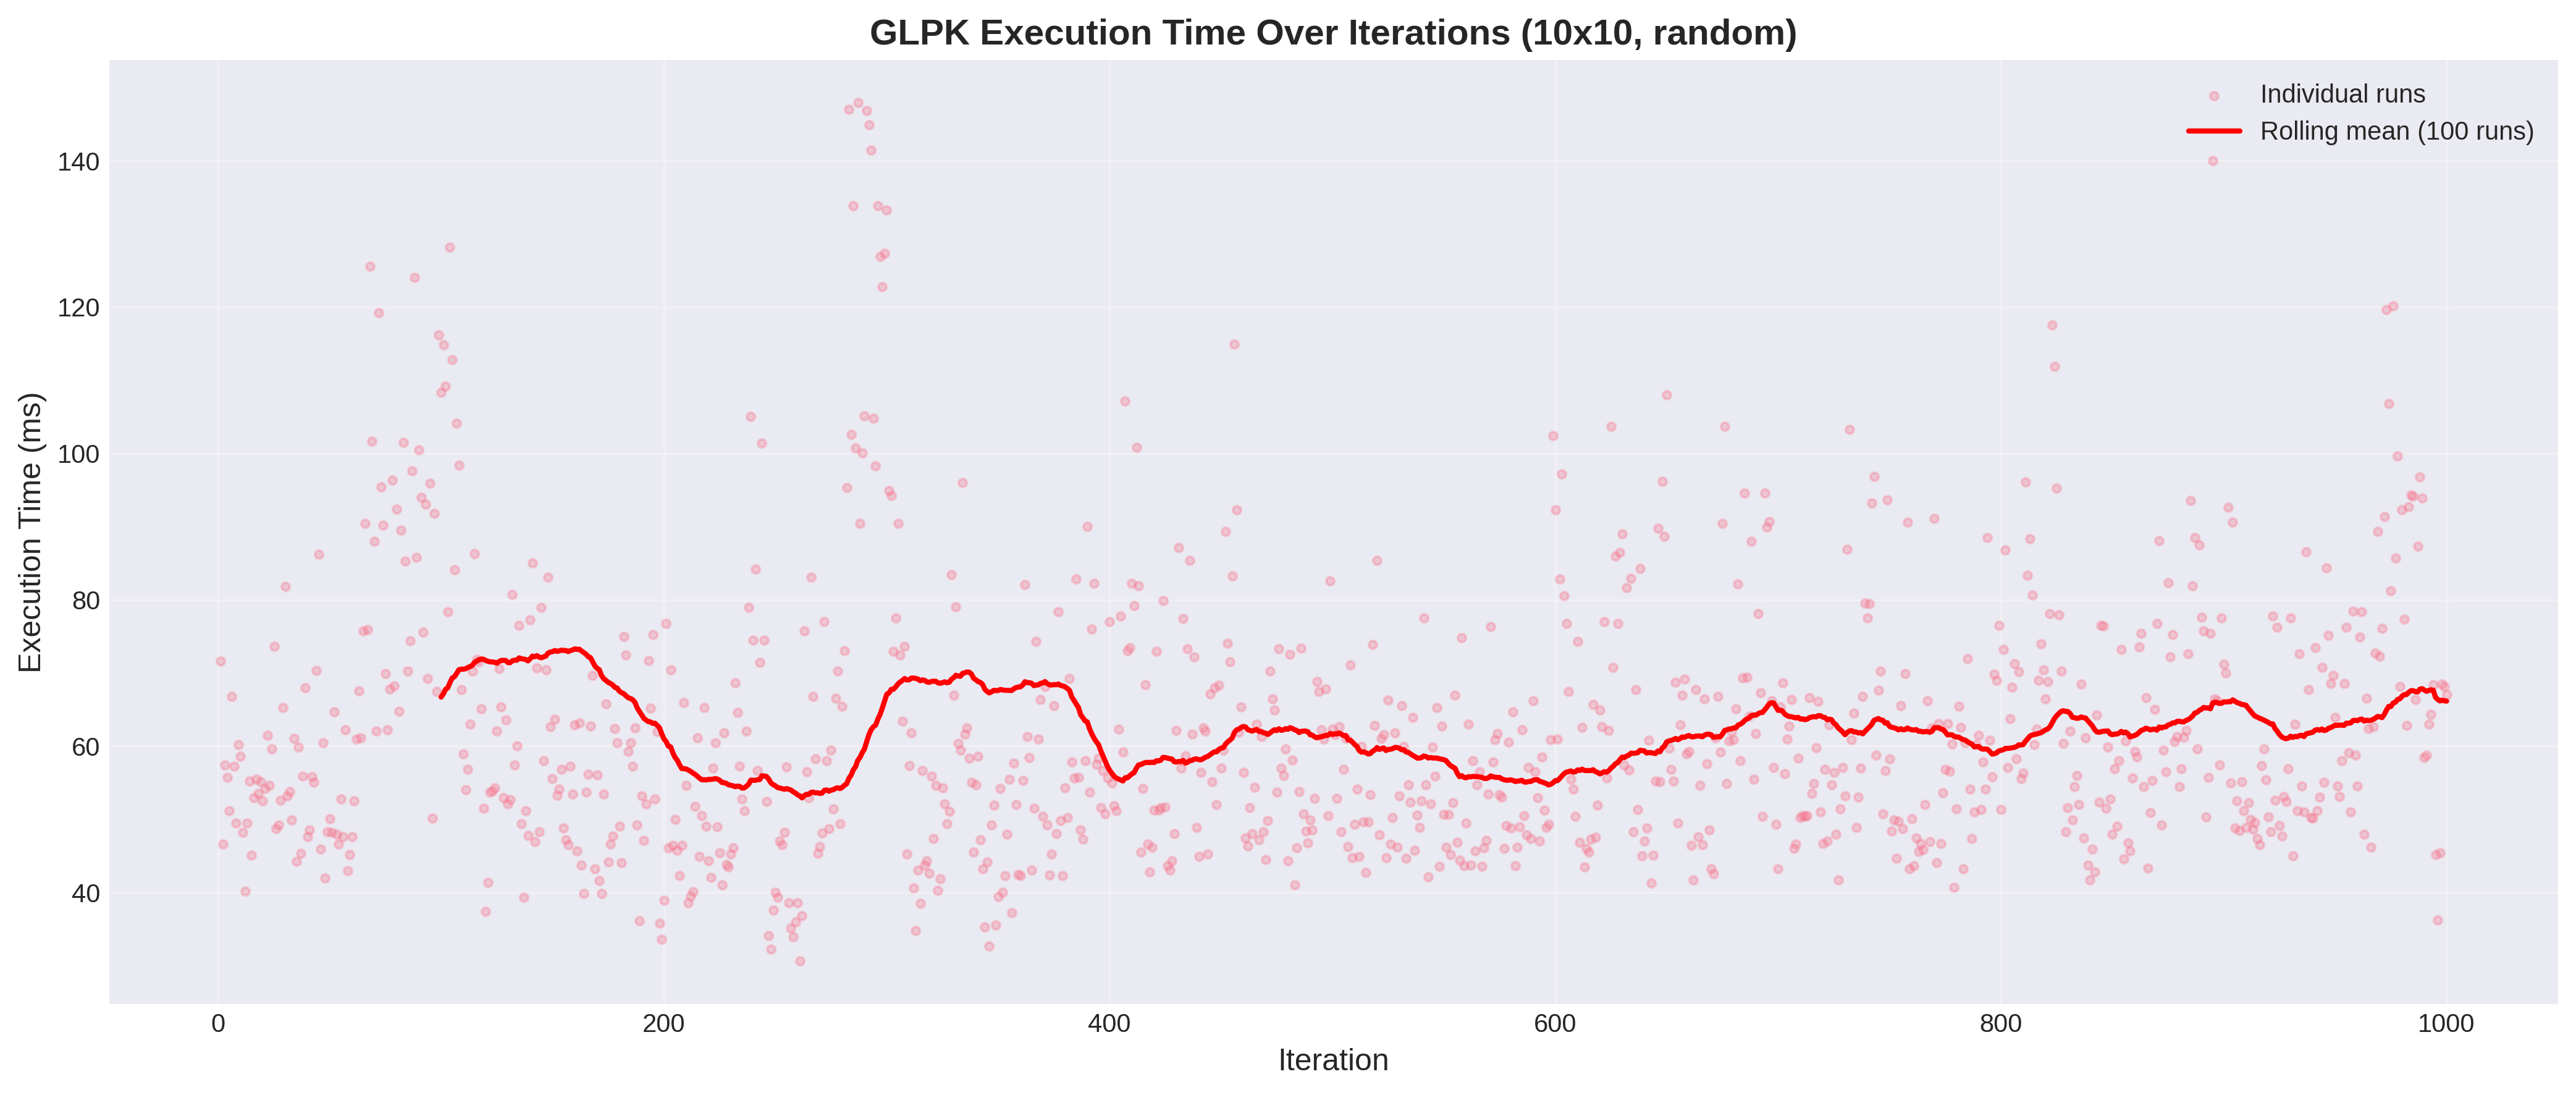 GLPK Execution Time Over Iterations (10x10, random)
Individual runs
Rolling mean (100 runs)
Execution Time (ms)
140
120
100
80
60
40
0
200
400
600
800
1000
Iteration